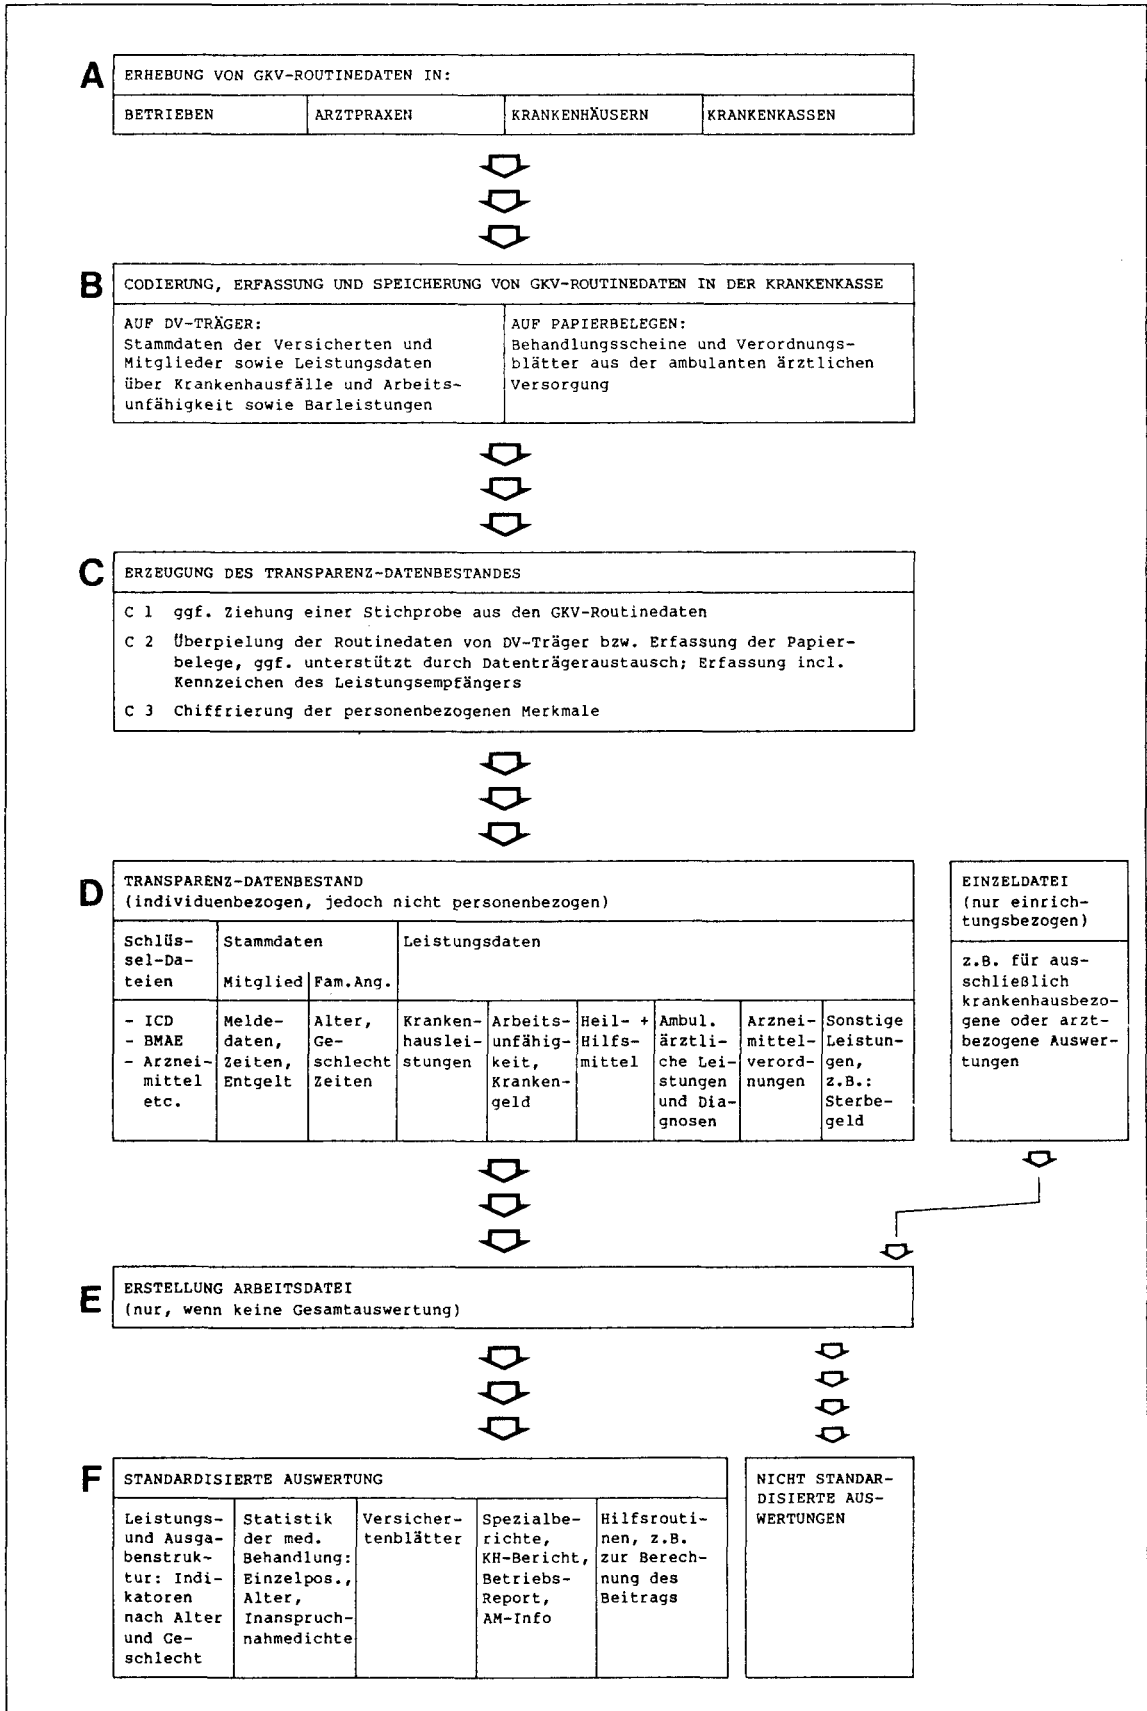 A
ERHEBUNG VON GKV-ROUTINEDATEN IN:
BETRIEBEN
ARZTPRAXEN
KRANKENHÄUSERN
KRANKENKASSEN
B
CODIERUNG, ERFASSUNG UND SPEICHERUNG VON GKV-ROUTINEDATEN IN DER KRANKENKASSE
AUF DV-TRÄGER:
Stammdaten der Versicherten und
Mitglieder sowie Leistungsdaten
über Krankenhausfälle und Arbeits-
unfähigkeit sowie Barleistungen
AUF PAPIERBELEGEN:
Behandlungsscheine und Verordnungs-
blätter aus der ambulanten ärztlichen
Versorgung
C
ERZEUGUNG DES TRANSPARENZ-DATENBESTANDES
C 1 ggf. Ziehung einer Stichprobe aus den GKV-Routinedaten
C 2 Überpielung der Routinedaten von DV-Träger bzw. Erfassung der Papier-
belege, ggf. unterstützt durch Datenträgeraustausch; Erfassung incl.
Kennzeichen des Leistungsempfängers
C 3 Chiffrierung der personenbezogenen Merkmale
D
TRANSPARENZ-DATENBESTAND
(individuenbezogen, jedoch nicht personenbezogen)
Schlüs-
sel-Da-
teien
Stammdaten
Mitglied
Fam.Ang.
Leistungsdaten
- ICD
- BMAE
- Arznei-
mittel
etc.
Melde-
daten,
Zeiten,
Entgelt
Alter,
Ge-
schlecht
Zeiten
Kranken-
hauslei-
stungen
Arbeits-
unfähig-
keit,
Kranken-
geld
Heil- +
Hilfs-
mittel
Ambul.
ärztli-
che Lei-
stungen
und Dia-
gnosen
Arznei-
mittel-
verord-
nungen
Sonstige
Leistun-
gen,
z.B.:
Sterbe-
geld
EINZELDATEI
(nur einrich-
tungsbezogen)
z.B. für aus-
schließlich
krankenhausbezo-
gene oder arzt-
bezogene Auswer-
tungen
E
ERSTELLUNG ARBEITSDATEI
(nur, wenn keine Gesamtauswertung)
F
STANDARDISIERTE AUSWERTUNG
Leistungs-
und Ausga-
benstruk-
tur: Indi-
katoren
nach Alter
und Ge-
schlecht
Statistik
der med.
Behandlung:
Einzelpos.,
Alter,
Inanspruch-
nahmedichte
Versicher-
tenblätter
Spezialbe-
richte,
KH-Bericht,
Betriebs-
Report,
AM-Info
Hilfsrouti-
nen, z.B.
zur Berech-
nung des
Beitrags
NICHT STANDAR-
DISIERTE AUS-
WERTUNGEN